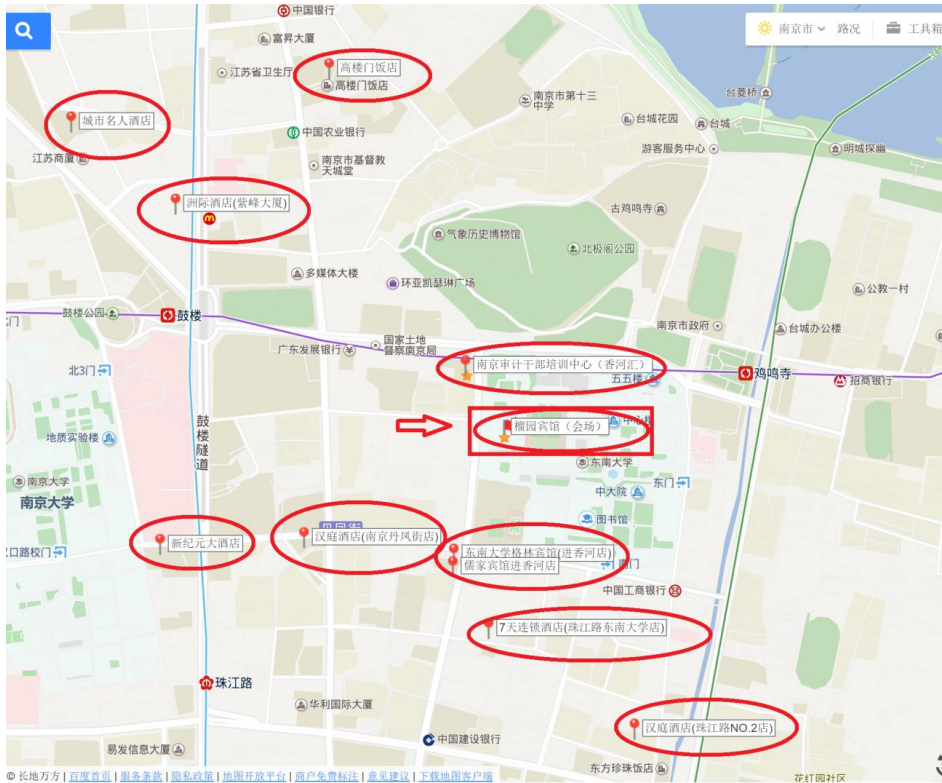 中国银行
富昇大厦
南京市
路况
工具箱
江苏省卫生厅
高楼门饭店
高楼门饭店
台菱桥
南京市第十三
中学
城市名人酒店
中国农业银行
台城花园
台城
游客服务中心
明城探幽
江苏商厦
南京市基督教
天城堂
洲际酒店(紫峰大厦)
古鸡鸣寺
气象历史博物馆
北极阁公园
多媒体大楼
环亚凯瑟琳广场
公教一村
鼓楼公园
鼓楼
南京市政府
台城办公楼
广东发展银行
国家土地
督察南京局
南京审计干部培训中心（香河汇）
五五楼
鸡鸣寺
招商银行
北3门
榴园宾馆（会场）
鼓楼隧道
地质实验楼
东南大学
南京大学
南京大学
中大院
东门
图书馆
新纪元大酒店
汉庭酒店(南京丹凤街店)
口路校门
东南大学格林宾馆(进香河店)
儒家宾馆进香河店
南门
中国工商银行
7天连锁酒店(珠江路东南大学店)
珠江路
华利国际大厦
汉庭酒店(珠江路NO.2店)
中国建设银行
易发信息大厦
东方珍珠饭店
花红园社区
© 长地万方 | 百度首页 | 服务条款 | 隐私政策 | 地图开放平台 | 商户免费标注 | 意见建议 | 下载地图客户端